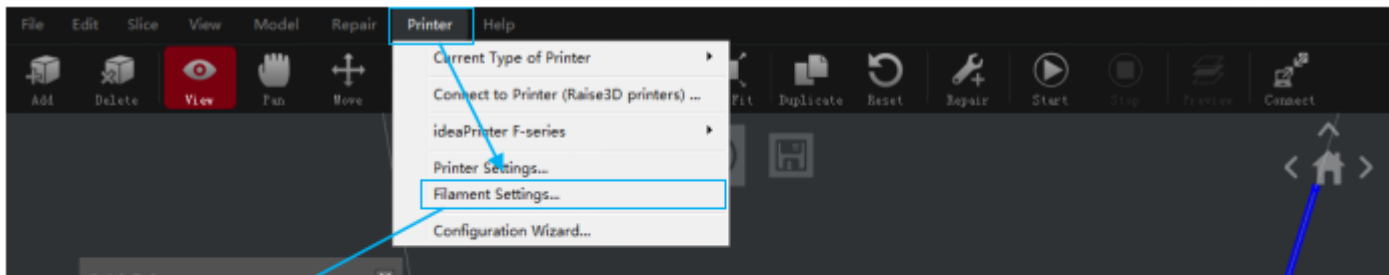 File Edit Slice View Model Repair Printer Help
Current Type of Printer
Connect to Printer (Raise3D printers) ...
ideaPrinter F-series
Printer Settings...
Filament Settings...
Configuration Wizard...
Add Delete View Pan Move Fit Duplicate Reset Repair Start Stop Preview Connect